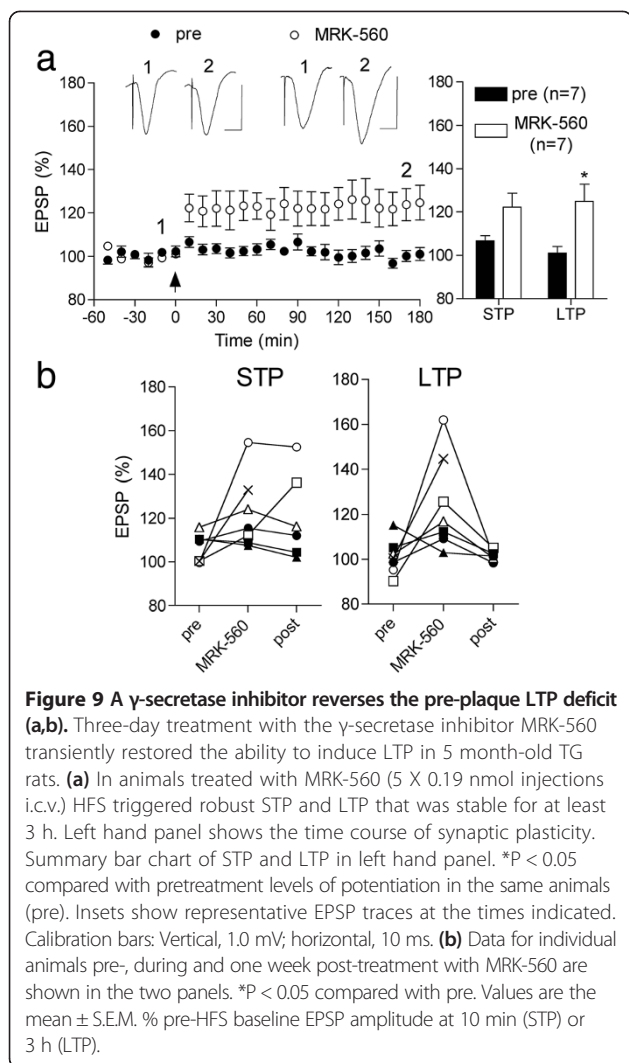 pre MRK-560
a
1 2 1 2
180
160
140
120
100
80
EPSP (%)
1
2
-60 -30 0 30 60 90 120 150 180
Time (min)
180
160
140
120
100
80
pre (n=7)
MRK-560
(n=7)
*
STP LTP
b
STP LTP
180
160
140
120
100
80
EPSP (%)
pre
MRK-560
post
180
160
140
120
100
80
pre
MRK-560
post
Figure 9 A γ-secretase inhibitor reverses the pre-plaque LTP deficit
(a,b). Three-day treatment with the γ-secretase inhibitor MRK-560
transiently restored the ability to induce LTP in 5 month-old TG
rats. (a) In animals treated with MRK-560 (5 X 0.19 nmol injections
i.c.v.) HFS triggered robust STP and LTP that was stable for at least
3 h. Left hand panel shows the time course of synaptic plasticity.
Summary bar chart of STP and LTP in left hand panel. *P < 0.05
compared with pretreatment levels of potentiation in the same animals
(pre). Insets show representative EPSP traces at the times indicated.
Calibration bars: Vertical, 1.0 mV; horizontal, 10 ms. (b) Data for individual
animals pre-, during and one week post-treatment with MRK-560 are
shown in the two panels. *P < 0.05 compared with pre. Values are the
mean ± S.E.M. % pre-HFS baseline EPSP amplitude at 10 min (STP) or
3 h (LTP).